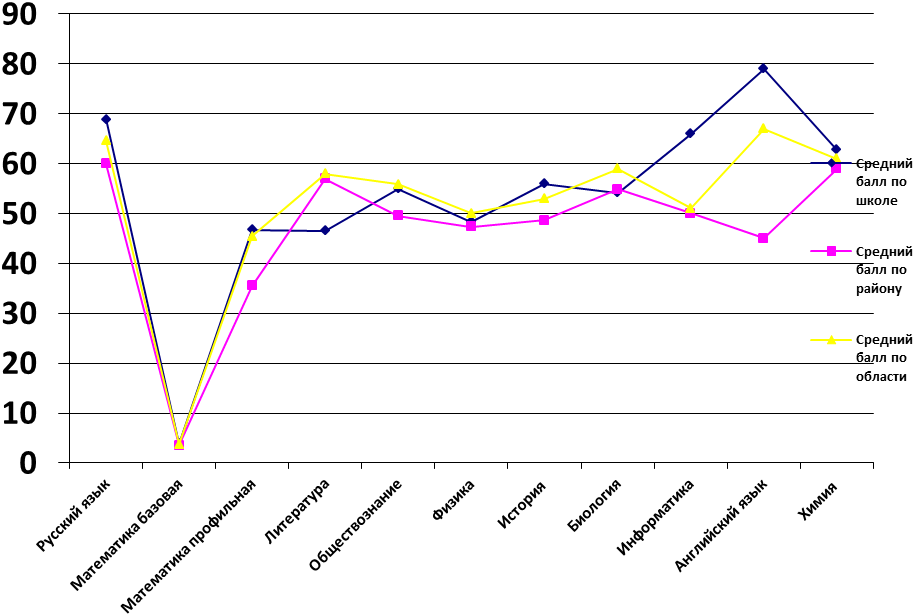 90
80
70
60
50
40
30
20
10
0
Русский язык
Математика базовая
Математика профильная
Литература
Обществознание
Физика
История
Биология
Информатика
Английский язык
Химия
Средний
балл по
школе
Средний
балл по
району
Средний
балл по
области